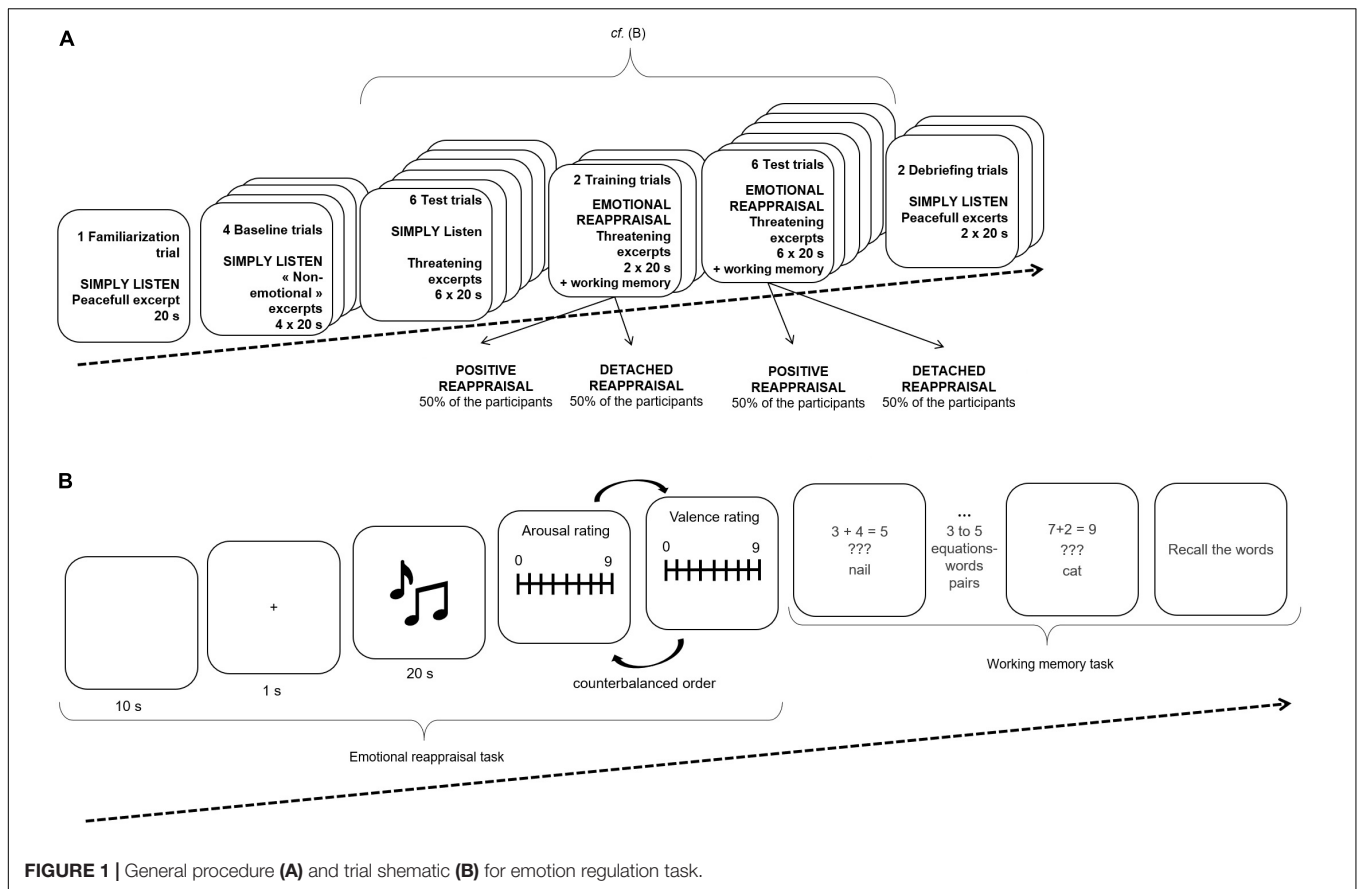 A
cf. (B)
1 Familiarization
trial
SIMPLY LISTEN
Peacefull excerpt
20 s
4 Baseline trials
SIMPLY LISTEN
« Non-
emotional »
excerpts
4 x 20 s
6 Test trials
SIMPLY Listen
Threatening
excerpts
6 x 20 s
2 Training trials
EMOTIONAL
REAPPRAISAL
Threatening
excerpts
2 x 20 s
+ working memory
6 Test trials
EMOTIONAL
REAPPRAISAL
Threatening
excerpts
6 x 20 s
+ working memory
2 Debriefing trials
SIMPLY LISTEN
Peacefull excerts
2 x 20 s
POSITIVE
REAPPRAISAL
50% of the participants
DETACHED
REAPPRAISAL
50% of the participants
POSITIVE
REAPPRAISAL
50% of the participants
DETACHED
REAPPRAISAL
50% of the participants
B
10 s
+
1 s
20 s
Arousal rating
0 9
Valence rating
0 9
counterbalanced order
Emotional reappraisal task
3 + 4 = 5
???
nail
...
3 to 5
equations-
words
pairs
7+2 = 9
???
cat
Recall the words
Working memory task
FIGURE 1 | General procedure (A) and trial shematic (B) for emotion regulation task.